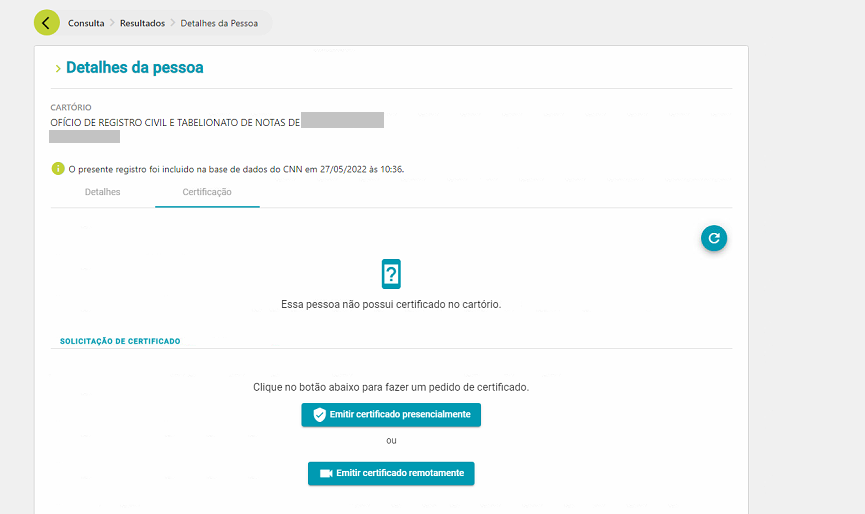 Consulta > Resultados > Detalhes da Pessoa
> Detalhes da pessoa
CARTÓRIO
OFÍCIO DE REGISTRO CIVIL E TABELIONATO DE NOTAS DE
O presente registro foi incluido na base de dados do CNN em 27/05/2022 às 10:36.
Detalhes Certificação
Essa pessoa não possui certificado no cartório.
SOLICITAÇÃO DE CERTIFICADO
Clique no botão abaixo para fazer um pedido de certificado.
Emitir certificado presencialmente
ou
Emitir certificado remotamente